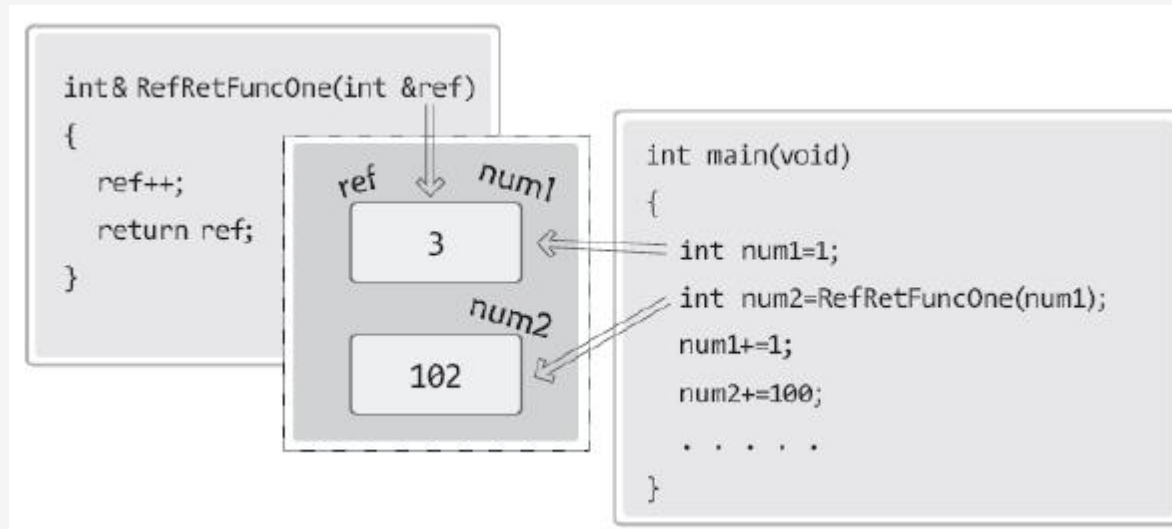 int& RefRetFuncOne(int &ref)
{
ref++;
return ref;
}
ref
num1
3
num2
102
int main(void)
{
int num1=1;
int num2=RefRetFuncOne(num1);
num1+=1;
num2+=100;
. . . . .
}